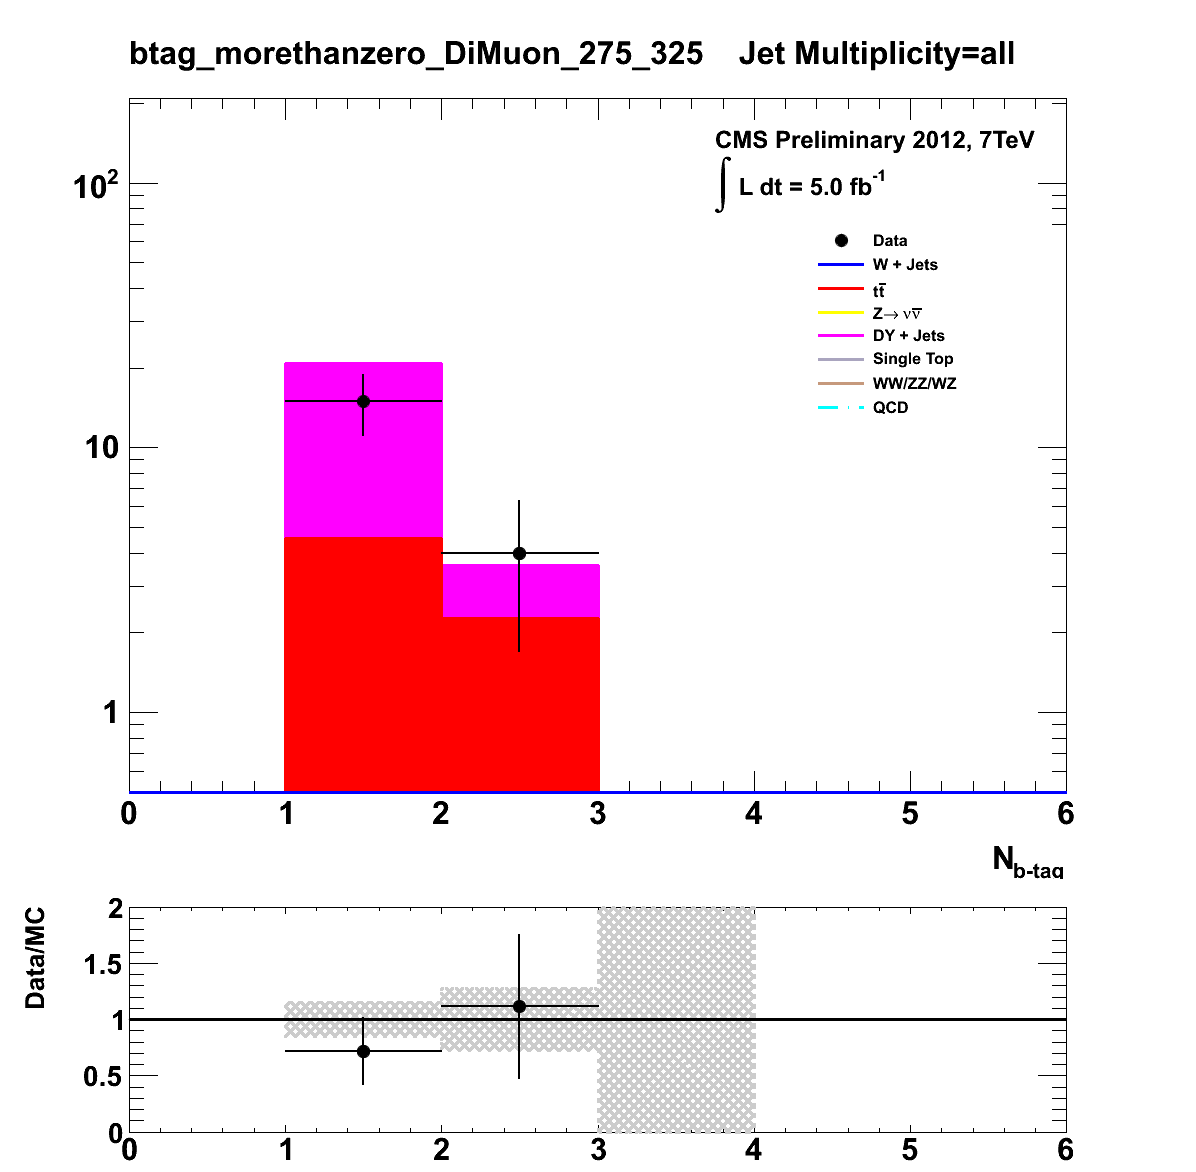 btag_morethanzero_DiMuon_275_325 Jet Multiplicity=all
CMS Preliminary 2012, 7TeV
∫ L dt = 5.0 fb⁻¹
Data
W + Jets
tt̅
Z→ νν̅
DY + Jets
Single Top
WW/ZZ/WZ
QCD
10²
10
1
0 1 2 3 4 5 6
N_b-tag
Data/MC
2
1.5
1
0.5
0
0 1 2 3 4 5 6